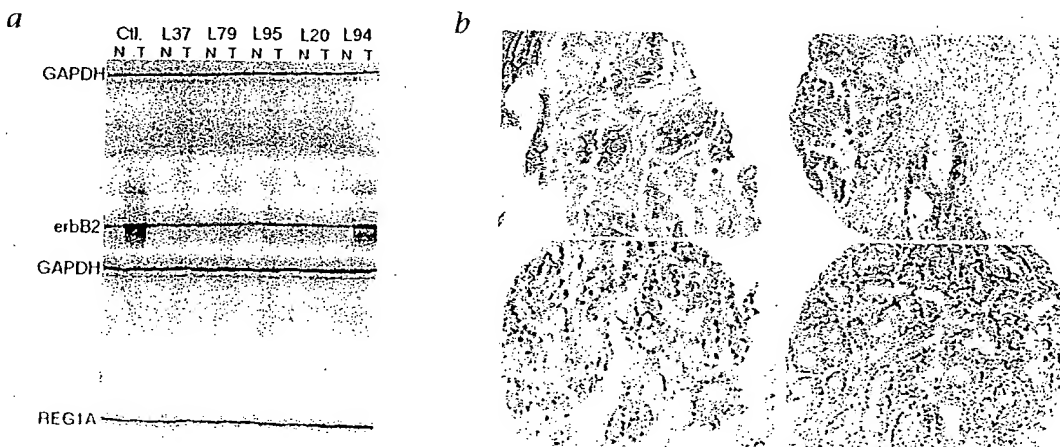 a
b
Ctl. L37 L79 L95 L20 L94
N T N T N T N T N T N T
GAPDH
erbB2
GAPDH
REG1A